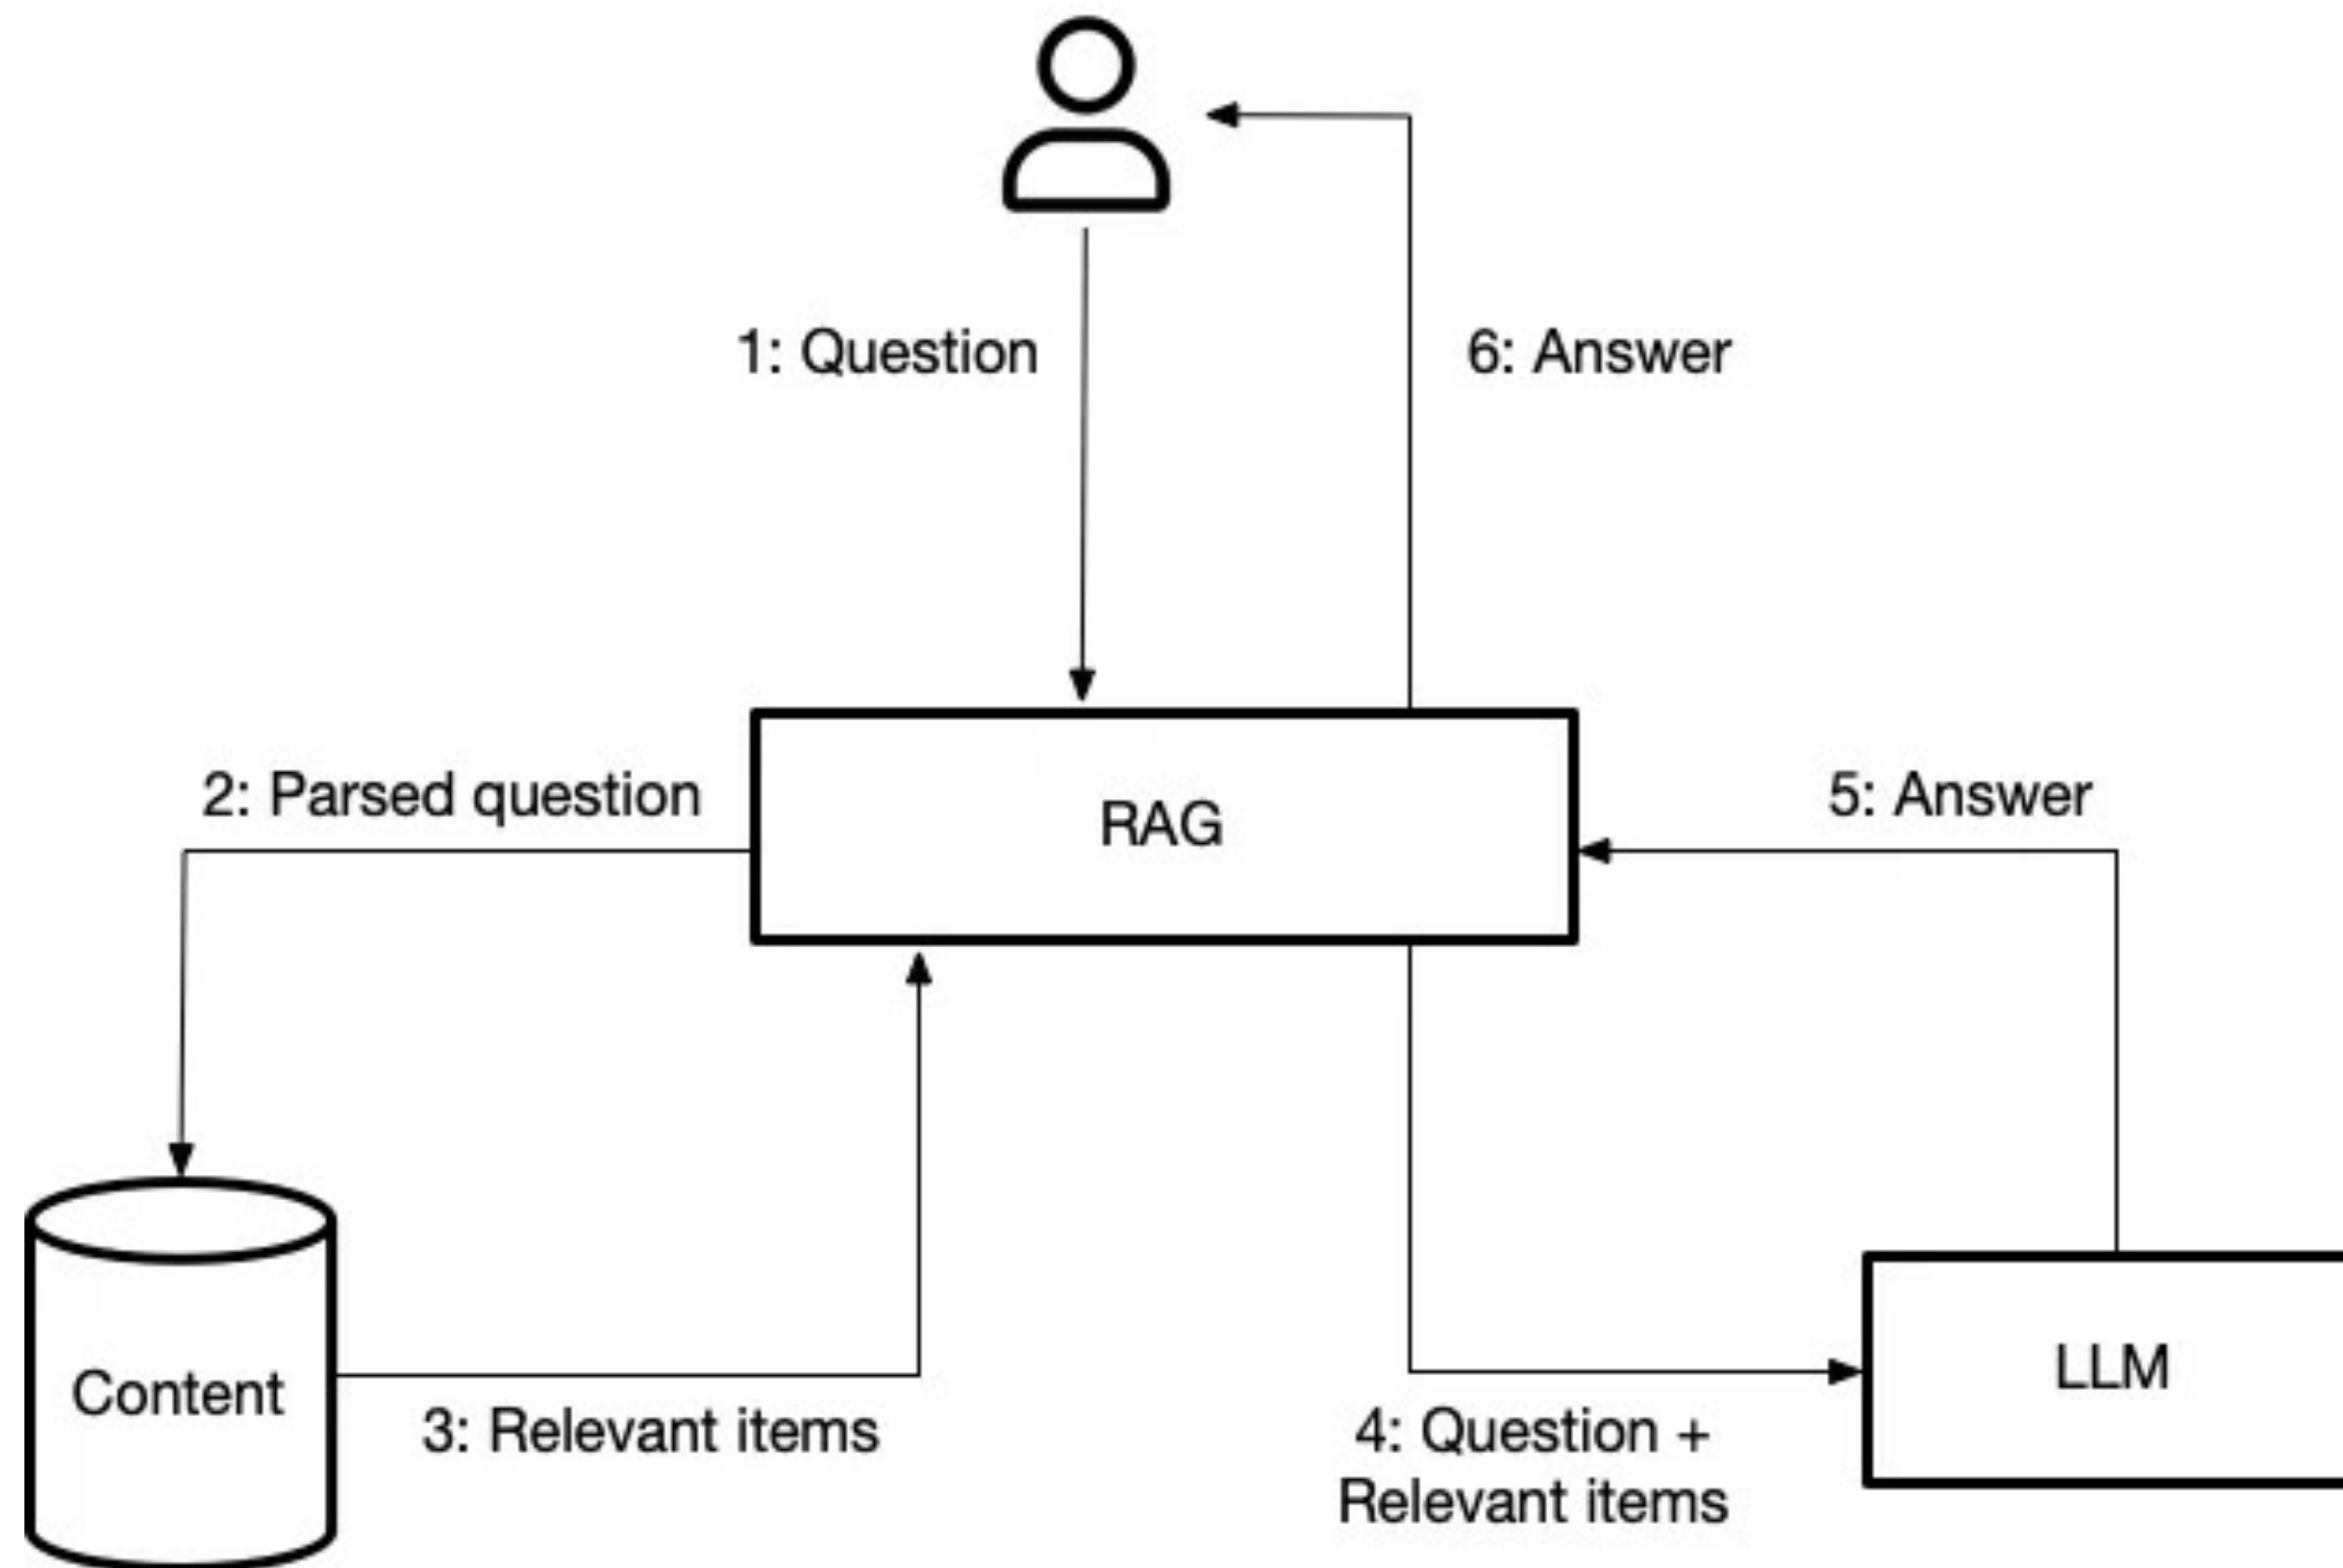 1: Question
6: Answer
2: Parsed question
RAG
5: Answer
Content
3: Relevant items
LLM
4: Question +
Relevant items